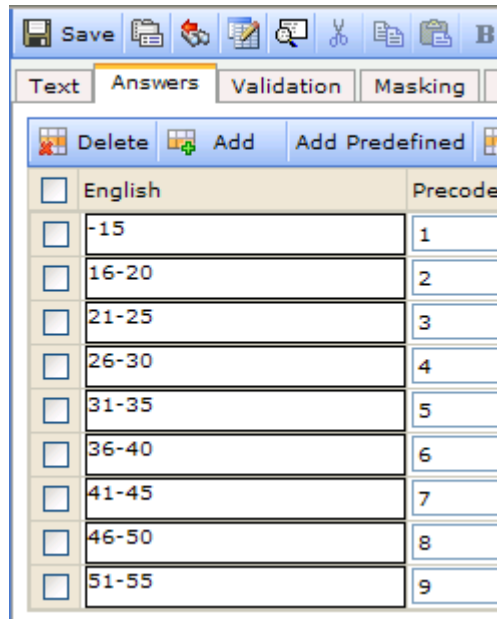 Save B
Text Answers Validation Masking
Delete Add Add Predefined
English Precode
-15 1
16-20 2
21-25 3
26-30 4
31-35 5
36-40 6
41-45 7
46-50 8
51-55 9